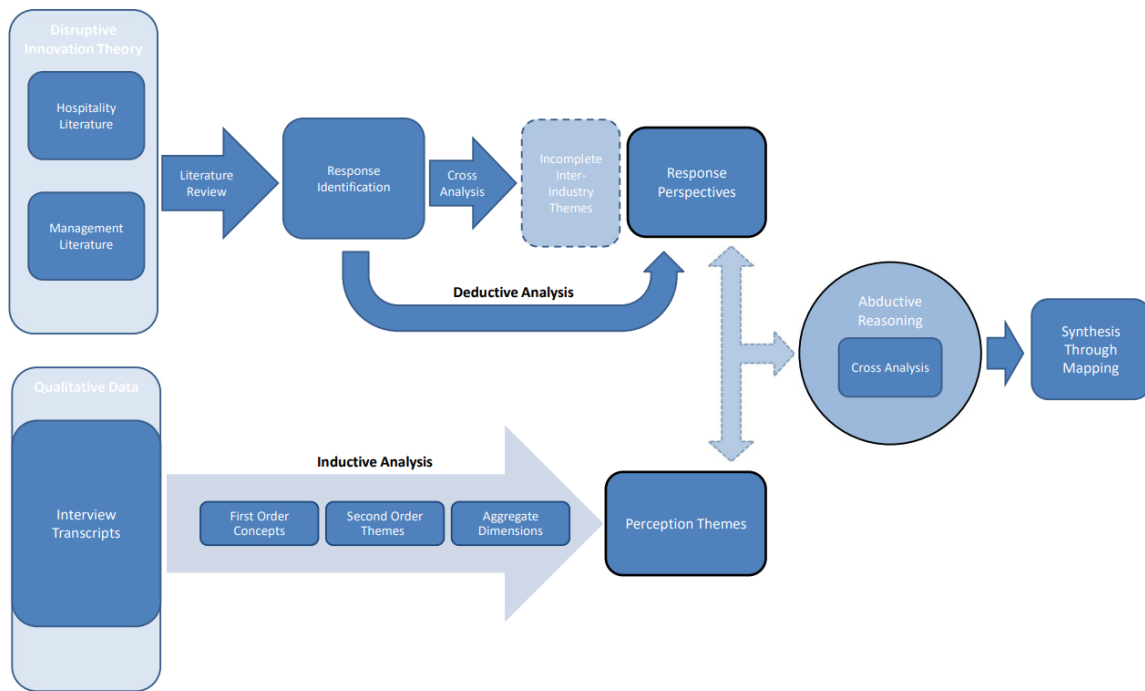 Disruptive
Innovation Theory
Hospitality
Literature
Management
Literature
Literature
Review
Response
Identification
Cross
Analysis
Incomplete
Inter-
Industry
Themes
Response
Perspectives
Deductive Analysis
Abductive
Reasoning
Cross Analysis
Synthesis
Through
Mapping
Qualitative Data
Interview
Transcripts
Inductive Analysis
First Order
Concepts
Second Order
Themes
Aggregate
Dimensions
Perception Themes